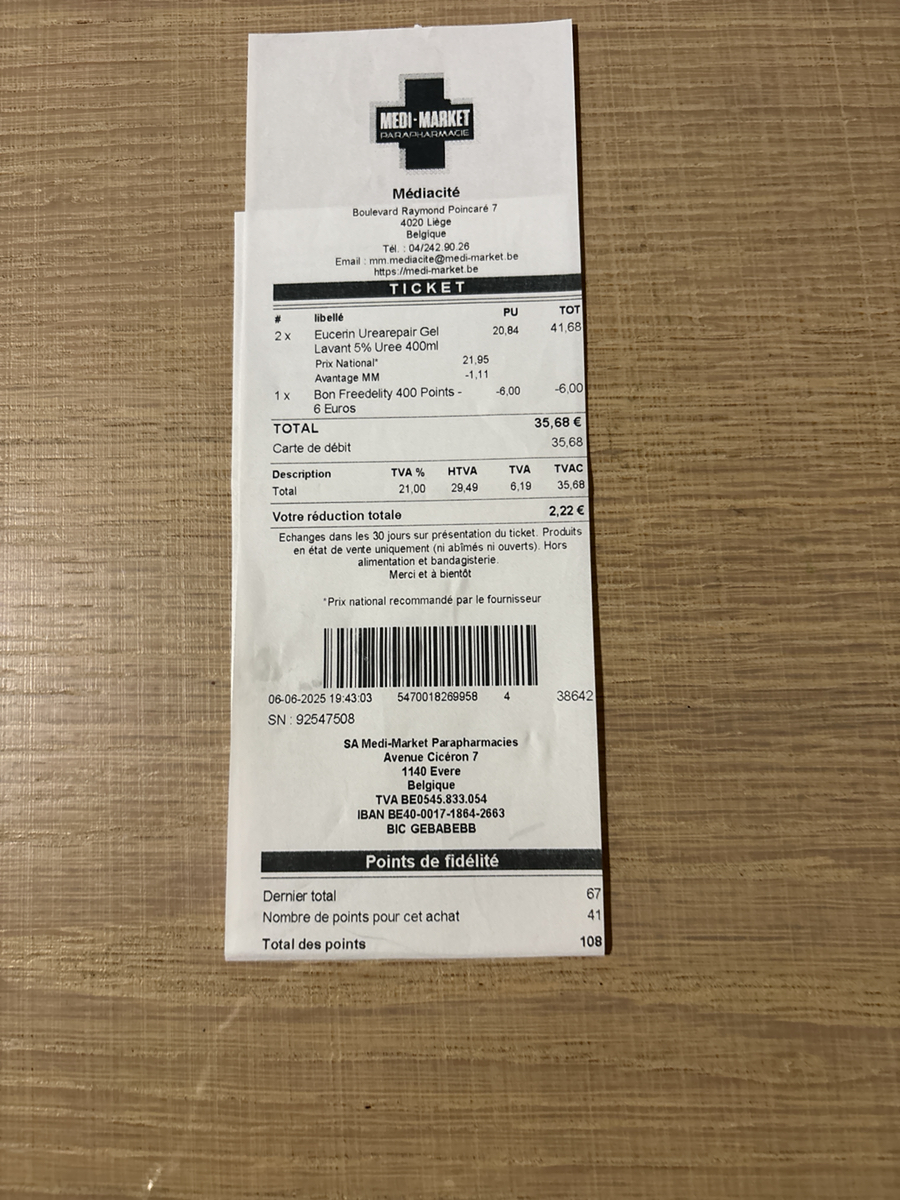 MEDI-MARKET
PARAPHARMACIE
Médiacité
Boulevard Raymond Poincaré 7
4020 Liège
Belgique
Tél. : 04/242.90.26
Email : mm.mediacite@medi-market.be
https://medi-market.be
TICKET
# libellé PU TOT
2 x Eucerin Urearepair Gel 20,84 41,68
Lavant 5% Uree 400ml
Prix National* 21,95
Avantage MM -1,11
1 x Bon Freedelity 400 Points - -6,00 -6,00
6 Euros
TOTAL 35,68 €
Carte de débit 35,68
Description TVA % HTVA TVA TVAC
Total 21,00 29,49 6,19 35,68
Votre réduction totale 2,22 €
Echanges dans les 30 jours sur présentation du ticket. Produits
en état de vente uniquement (ni abîmés ni ouverts). Hors
alimentation et bandagisterie.
Merci et à bientôt
*Prix national recommandé par le fournisseur
06-06-2025 19:43:03 5470018269958 4 38642
SN : 92547508
SA Medi-Market Parapharmacies
Avenue Cicéron 7
1140 Evere
Belgique
TVA BE0545.833.054
IBAN BE40-0017-1864-2663
BIC GEBABEBB
Points de fidélité
Dernier total 67
Nombre de points pour cet achat 41
Total des points 108